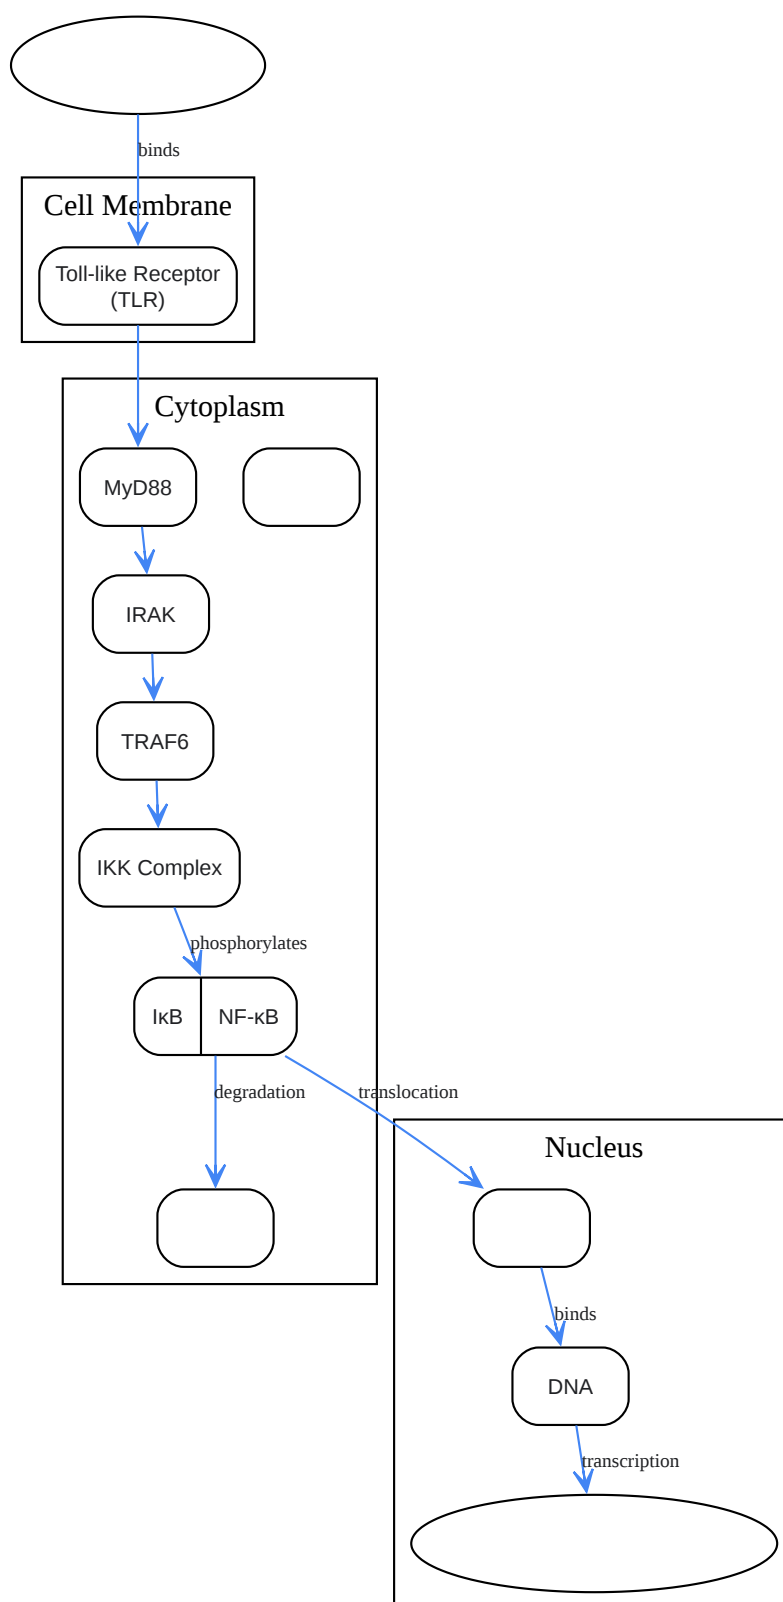 binds
Cell Membrane
Toll-like Receptor
(TLR)
Cytoplasm
MyD88
IRAK
TRAF6
IKK Complex
phosphorylates
IκB
NF-κB
degradation
translocation
Nucleus
binds
DNA
transcription